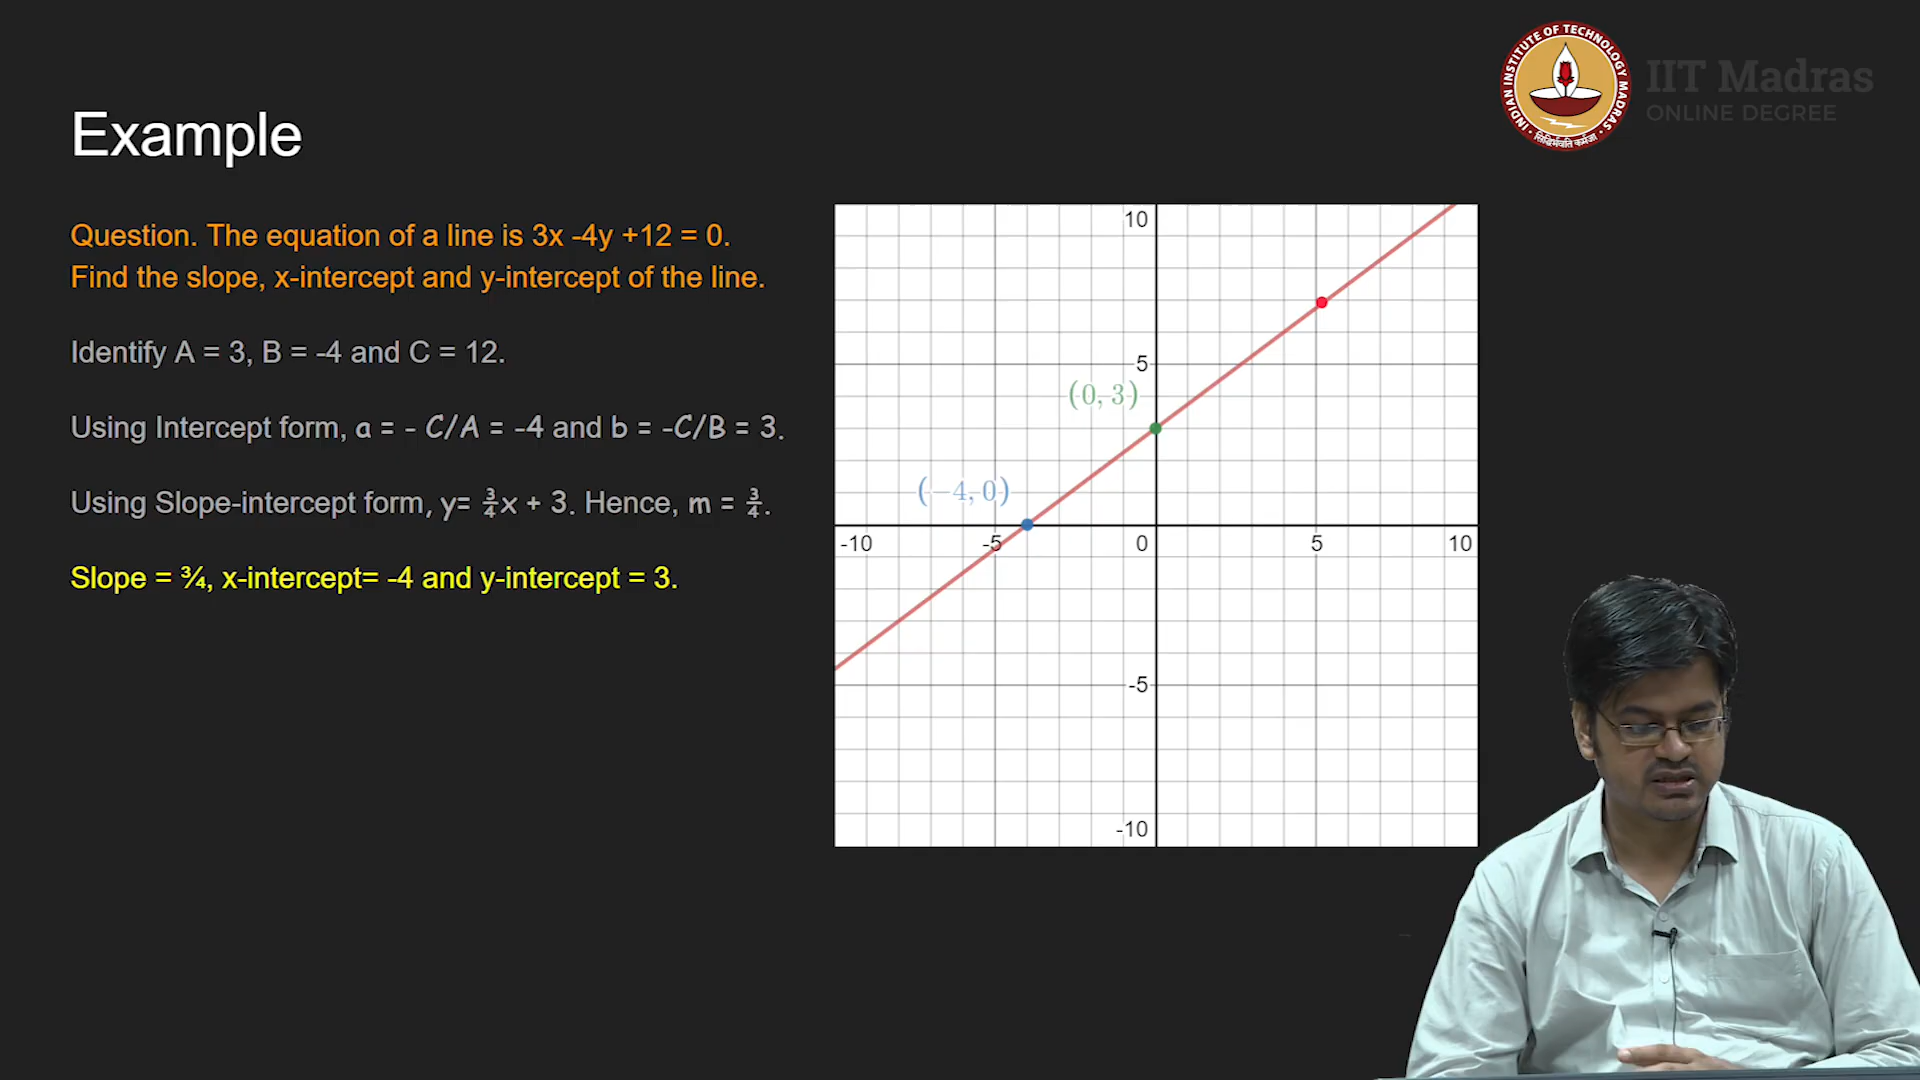 INDIAN INSTITUTE OF TECHNOLOGY MADRAS
सिद्धिर्भवति कर्मजा
IIT Madras
ONLINE DEGREE
Example
Question. The equation of a line is 3x -4y +12 = 0.
Find the slope, x-intercept and y-intercept of the line.
Identify A = 3, B = -4 and C = 12.
Using Intercept form, a = - C/A = -4 and b = -C/B = 3.
Using Slope-intercept form, y= ¾x + 3. Hence, m = ¾.
Slope = ¾, x-intercept= -4 and y-intercept = 3.
10
5
(0, 3)
(−4, 0)
-10 -5 0 5 10
-5
-10